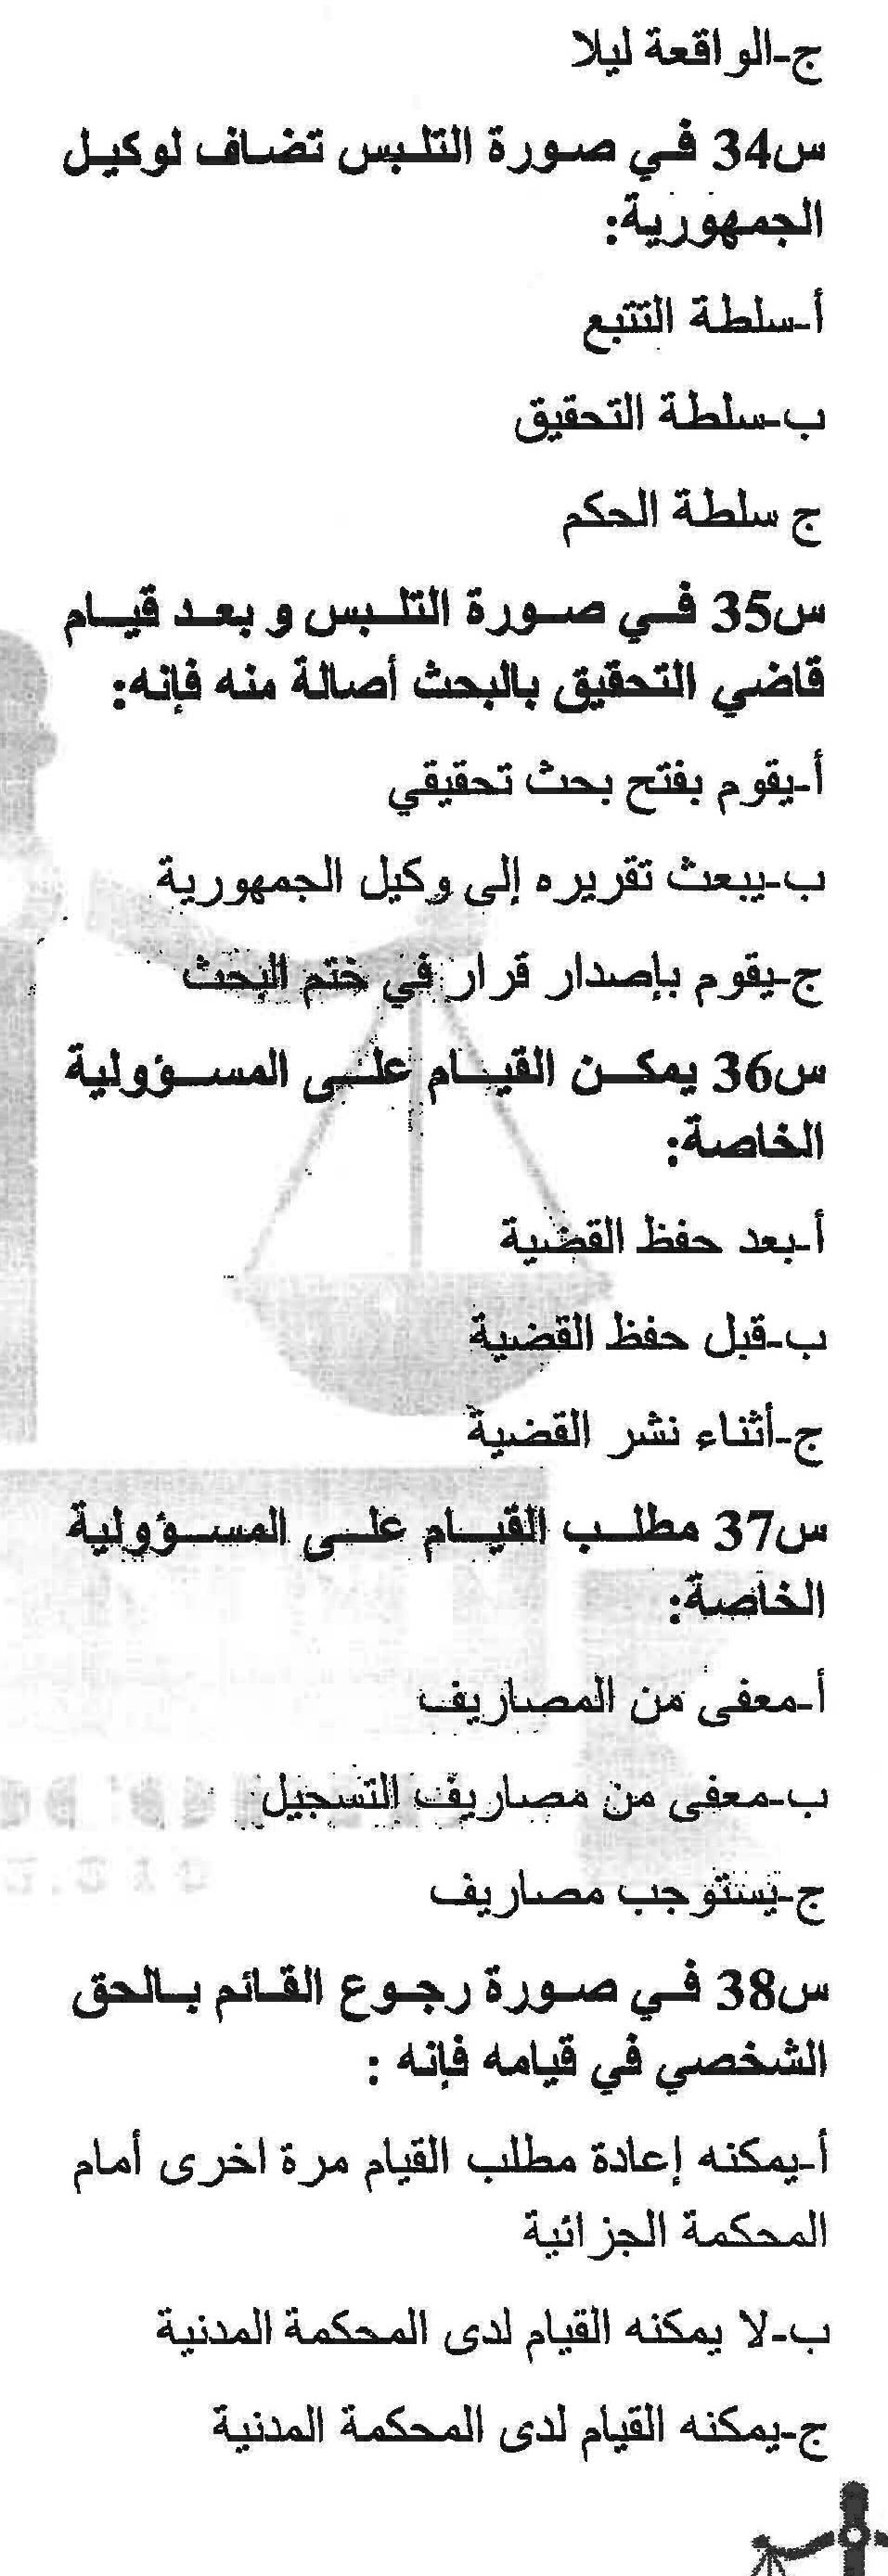 ج-الواقعة ليلا
س34 في صورة التلبس تضاف لوكيل
الجمهورية:
أ-سلطة التتبع
ب-سلطة التحقيق
ج سلطة الحكم
س35 في صورة التلبس و بعد قيام
قاضي التحقيق بالبحث أصالة منه فإنه:
أ-يقوم بفتح بحث تحقيقي
ب-يبعث تقريره إلى وكيل الجمهورية
ج-يقوم بإصدار قرار في ختم البحث
س36 يمكن القيام على المسؤولية
الخاصة:
أ-بعد حفظ القضية
ب-قبل حفظ القضية
ج-أثناء نشر القضية
س37 مطلب القيام على المسؤولية
الخاصة:
أ-معفى من المصاريف
ب-معفى من مصاريف التسجيل
ج-يستوجب مصاريف
س38 في صورة رجوع القائم بالحق
الشخصي في قيامه فإنه :
أ-يمكنه إعادة مطلب القيام مرة اخرى أمام
المحكمة الجزائية
ب-لا يمكنه القيام لدى المحكمة المدنية
ج-يمكنه القيام لدى المحكمة المدنية